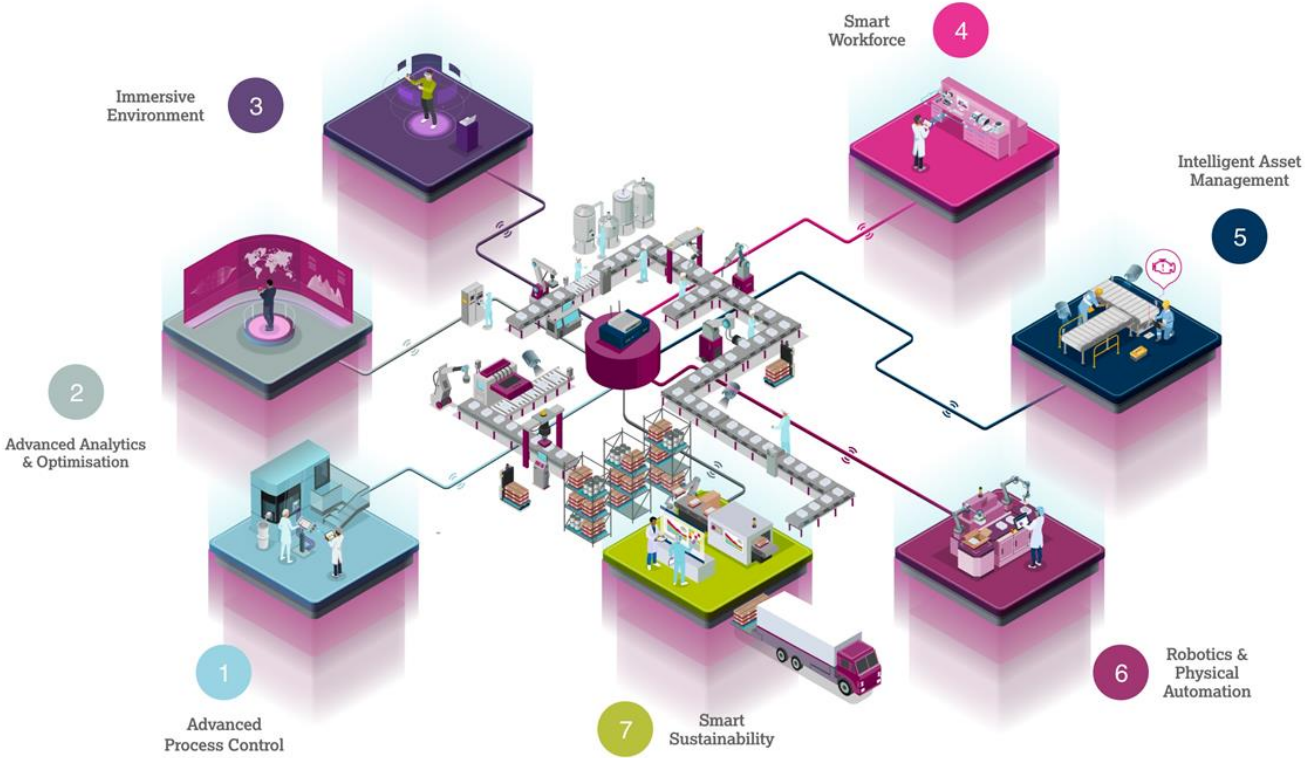 Smart
Workforce
4
Immersive
Environment
3
Intelligent Asset
Management
5
2
Advanced Analytics
& Optimisation
1
Advanced
Process Control
7
Smart
Sustainability
6
Robotics &
Physical
Automation